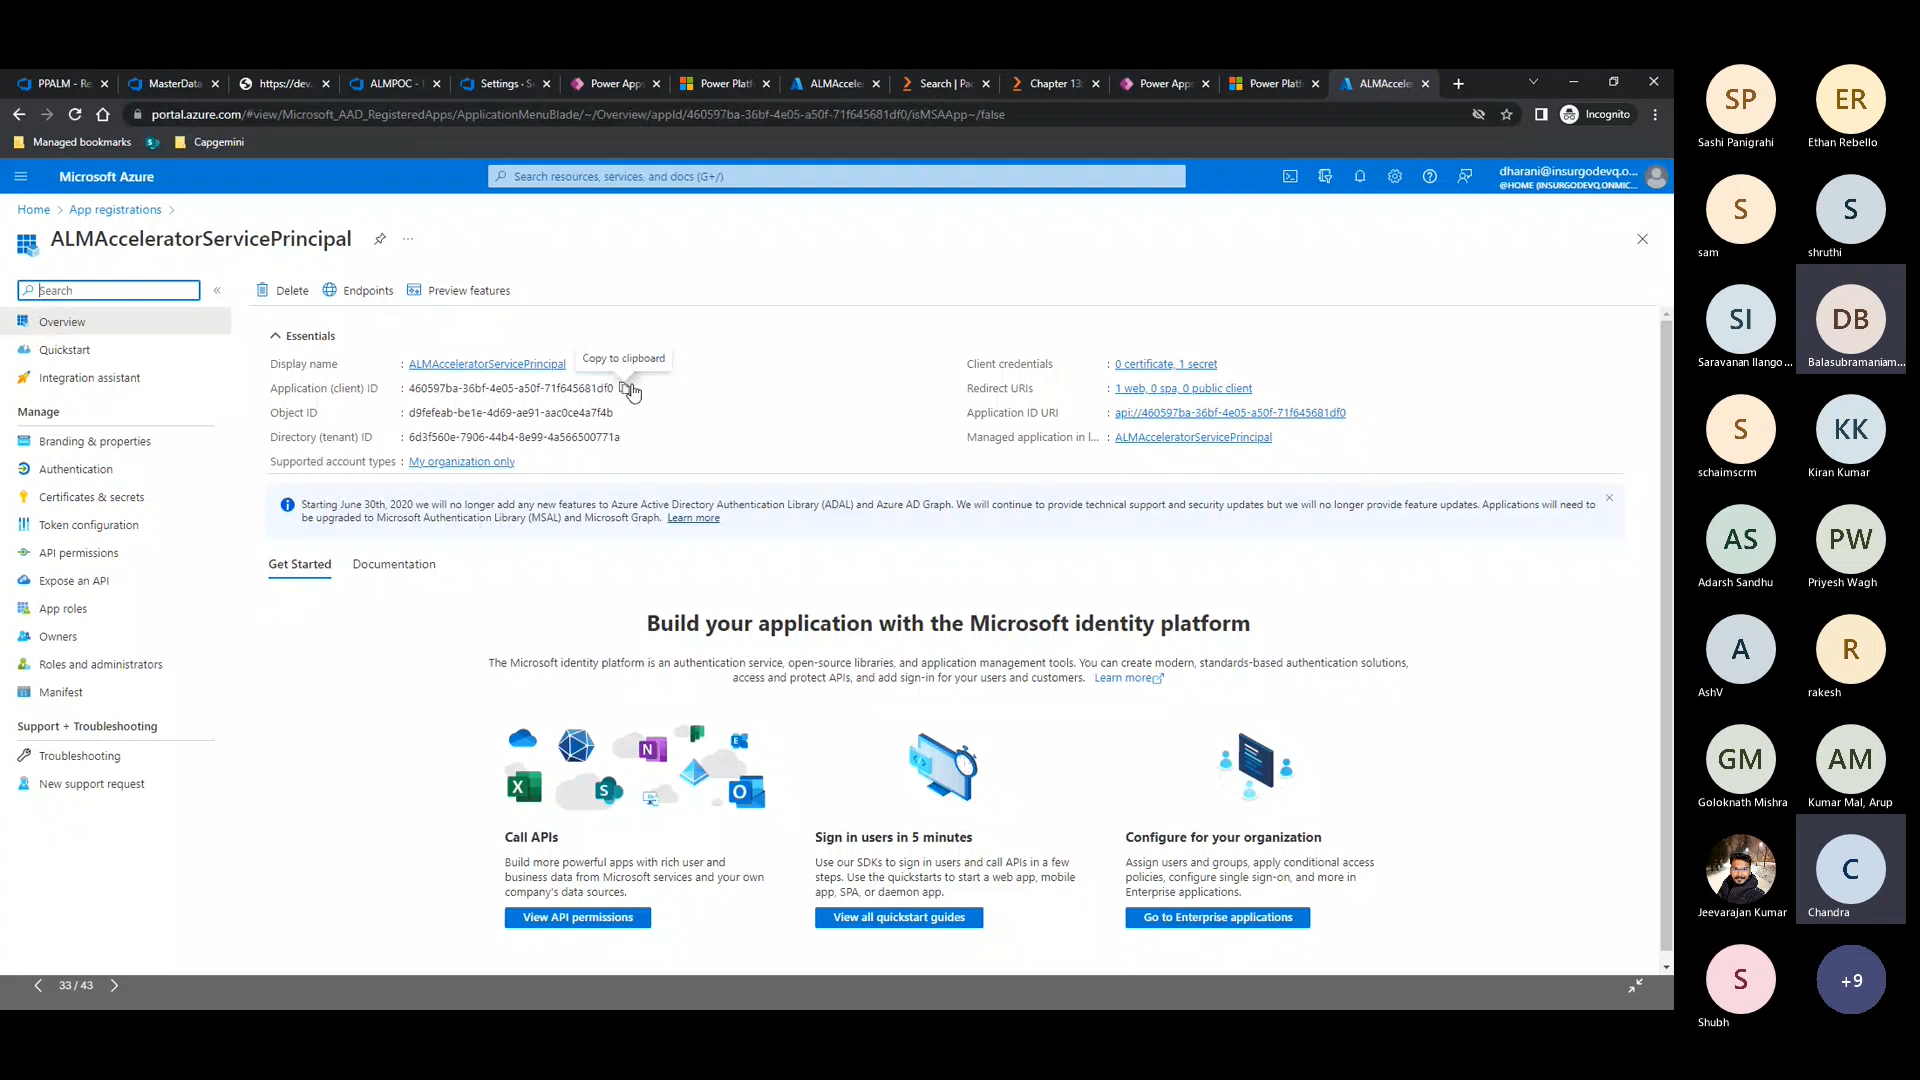 PPALM - Re
MasterData
https://dev.
ALMPOC - 
Settings - S
Power Apps
Power Platf
ALMAcceler
Search | Pac
Chapter 13:
Power Apps
Power Platf
ALMAcceler
portal.azure.com/#view/Microsoft_AAD_RegisteredApps/ApplicationMenuBlade/~/Overview/appId/460597ba-36bf-4e05-a50f-71f645681df0/isMSAApp~/false
Incognito
Managed bookmarks
Capgemini
Microsoft Azure
Search resources, services, and docs (G+/)
dharani@insurgodevq.o...
@HOME (INSURGODEVQ.ONMIC...
Home > App registrations >
ALMAcceleratorServicePrincipal
Search
Delete
Endpoints
Preview features
Overview
Quickstart
Integration assistant
Manage
Branding & properties
Authentication
Certificates & secrets
Token configuration
API permissions
Expose an API
App roles
Owners
Roles and administrators
Manifest
Support + Troubleshooting
Troubleshooting
New support request
Essentials
Copy to clipboard
Display name : ALMAcceleratorServicePrincipal
Application (client) ID : 460597ba-36bf-4e05-a50f-71f645681df0
Object ID : d9fefeab-be1e-4d69-ae91-aac0ce4a7f4b
Directory (tenant) ID : 6d3f560e-7906-44b4-8e99-4a566500771a
Supported account types : My organization only
Client credentials : 0 certificate, 1 secret
Redirect URIs : 1 web, 0 spa, 0 public client
Application ID URI : api://460597ba-36bf-4e05-a50f-71f645681df0
Managed application in l... : ALMAcceleratorServicePrincipal
Starting June 30th, 2020 we will no longer add any new features to Azure Active Directory Authentication Library (ADAL) and Azure AD Graph. We will continue to provide technical support and security updates but we will no longer provide feature updates. Applications will need to
be upgraded to Microsoft Authentication Library (MSAL) and Microsoft Graph. Learn more
Get Started
Documentation
Build your application with the Microsoft identity platform
The Microsoft identity platform is an authentication service, open-source libraries, and application management tools. You can create modern, standards-based authentication solutions,
access and protect APIs, and add sign-in for your users and customers. Learn more
Call APIs
Build more powerful apps with rich user and
business data from Microsoft services and your own
company's data sources.
View API permissions
Sign in users in 5 minutes
Use our SDKs to sign in users and call APIs in a few
steps. Use the quickstarts to start a web app, mobile
app, SPA, or daemon app.
View all quickstart guides
Configure for your organization
Assign users and groups, apply conditional access
policies, configure single sign-on, and more in
Enterprise applications.
Go to Enterprise applications
33 / 43
SP
Sashi Panigrahi
ER
Ethan Rebello
S
sam
S
shruthi
SI
Saravanan Ilango...
DB
Balasubramaniam...
S
schaimscrm
KK
Kiran Kumar
AS
Adarsh Sandhu
PW
Priyesh Wagh
A
AshV
R
rakesh
GM
Goloknath Mishra
AM
Kumar Mal, Arup
Jeevarajan Kumar
C
Chandra
S
Shubh
+9